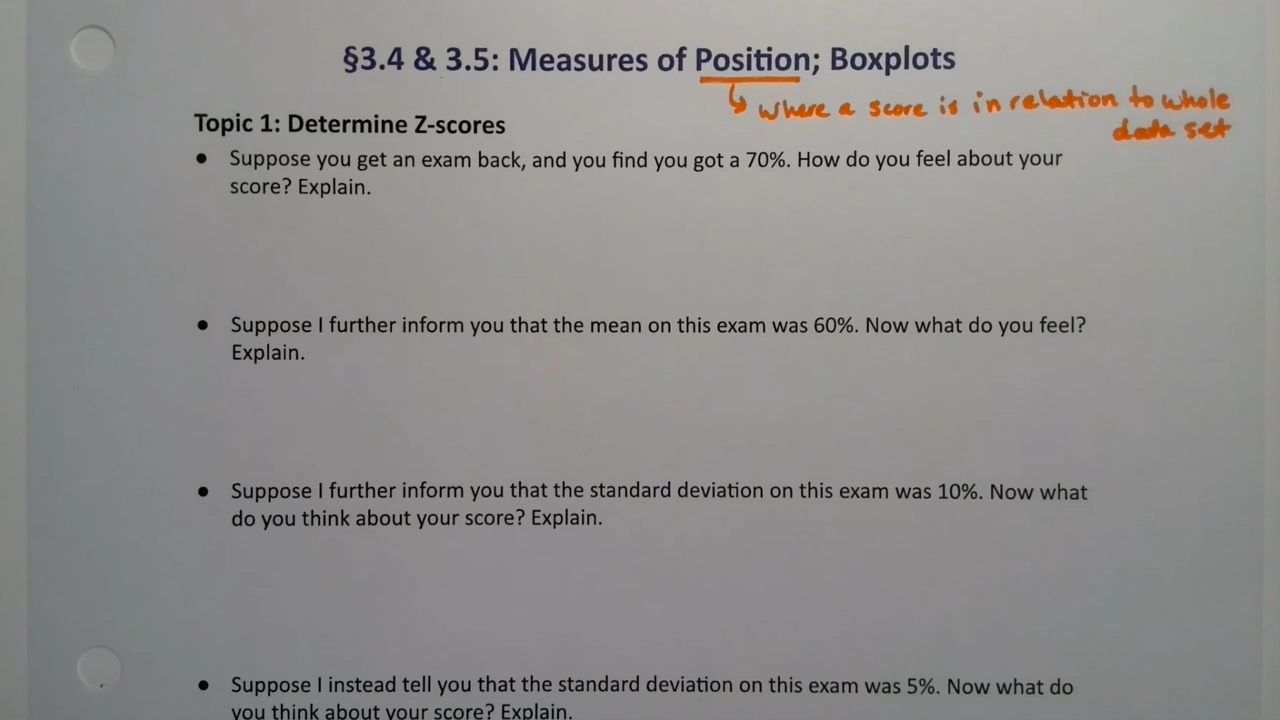 §3.4 & 3.5: Measures of Position; Boxplots
where a score is in relation to whole
data set
Topic 1: Determine Z-scores
● Suppose you get an exam back, and you find you got a 70%. How do you feel about your
score? Explain.
● Suppose I further inform you that the mean on this exam was 60%. Now what do you feel?
Explain.
● Suppose I further inform you that the standard deviation on this exam was 10%. Now what
do you think about your score? Explain.
● Suppose I instead tell you that the standard deviation on this exam was 5%. Now what do
you think about your score? Explain.